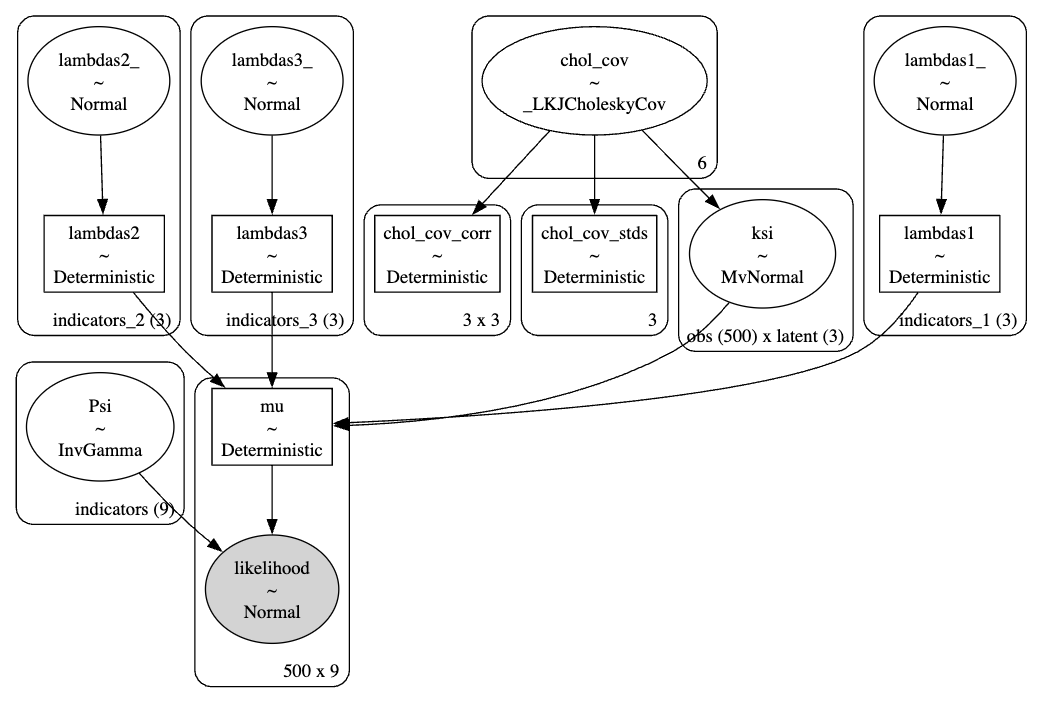 lambdas2_
~
Normal
lambdas2
~
Deterministic
indicators_2 (3)
lambdas3_
~
Normal
lambdas3
~
Deterministic
indicators_3 (3)
chol_cov
~
_LKJCholeskyCov
6
chol_cov_corr
~
Deterministic
3 x 3
chol_cov_stds
~
Deterministic
3
ksi
~
MvNormal
obs (500) x latent (3)
lambdas1_
~
Normal
lambdas1
~
Deterministic
indicators_1 (3)
Psi
~
InvGamma
indicators (9)
mu
~
Deterministic
likelihood
~
Normal
500 x 9